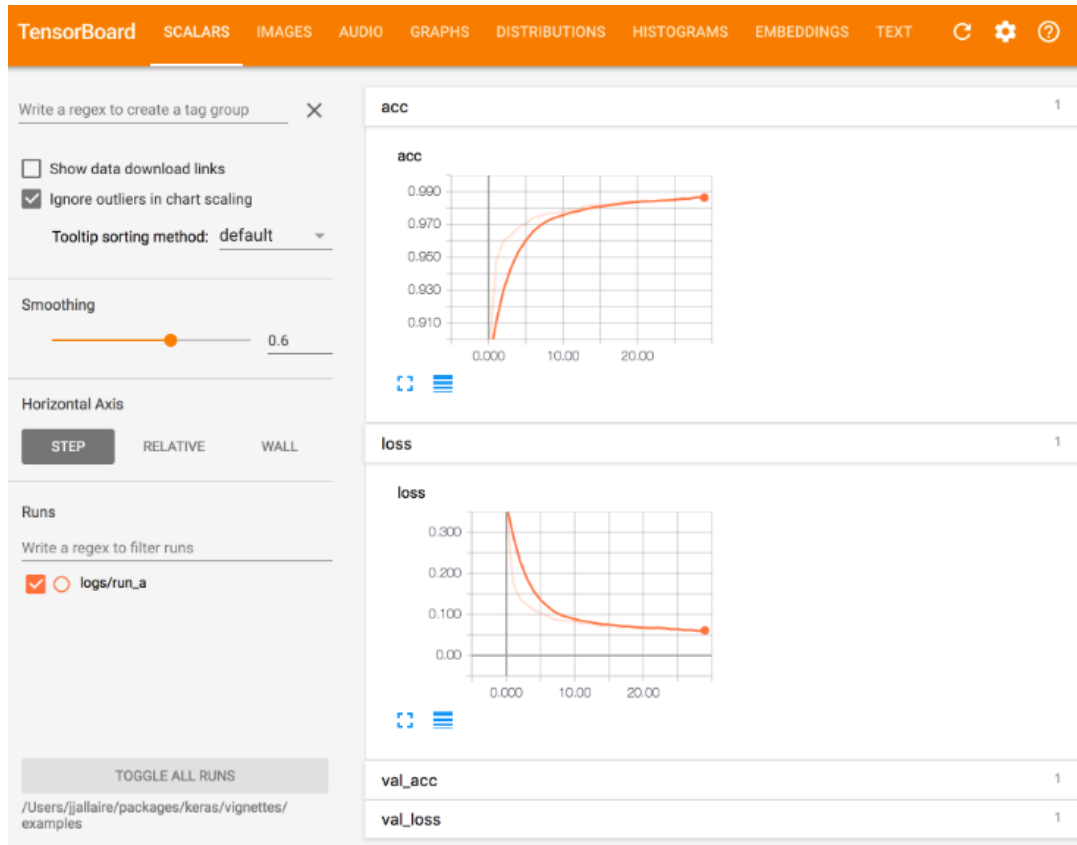 TensorBoard SCALARS IMAGES AUDIO GRAPHS DISTRIBUTIONS HISTOGRAMS EMBEDDINGS TEXT
Write a regex to create a tag group
Show data download links
Ignore outliers in chart scaling
Tooltip sorting method: default
Smoothing
0.6
Horizontal Axis
STEP RELATIVE WALL
Runs
Write a regex to filter runs
logs/run_a
TOGGLE ALL RUNS
/Users/jjallaire/packages/keras/vignettes/
examples
acc 1
acc
0.990
0.970
0.950
0.930
0.910
0.000 10.00 20.00
loss 1
loss
0.300
0.200
0.100
0.00
0.000 10.00 20.00
val_acc 1
val_loss 1